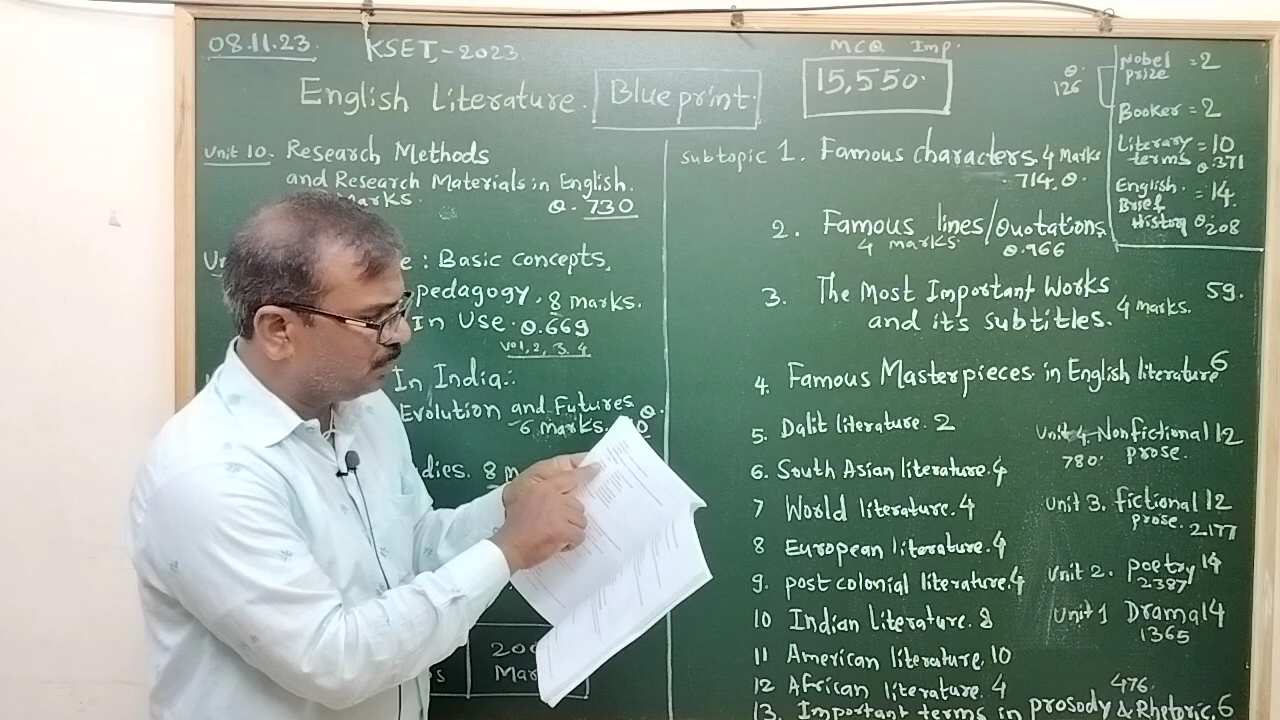 08.11.23.
KSET-2023.
English Literature. Blue print.
MCQ Imp.
15,550.
Unit 10. Research Methods
and Research Materials in English.
Marks.
Q. 730
: Basic concepts,
pedagogy. 8 marks.
In Use. Q.669
Vol, 2, 3. 4
In India:
Evolution and Futures Q.
6 marks.
dies. 8
Subtopic 1. Famous characters. 4 Marks
714. Q.
2. Famous lines/Quotations
4 marks. Q.966
3. The Most Important Works 59.
and its subtitles. 4 marks.
4. Famous Masterpieces in English literature 6
5. Dalit literature. 2
6. South Asian literature. 4
7 World literature. 4
8 European literature. 4
9. post colonial literature. 4
10 Indian Literature. 8
11 American literature. 10
12 African literature. 4
476.
13. Important terms in prosody & Rhetoric. 6
Unit 4. Nonfictional 12
780. prose.
Unit 3. fictional 12
prose. 2177
Unit 2. poetry 14
2387
Unit 1 Drama 14
1365
Q.
126
Nobel = 2
prize
Booker = 2
Literary = 10
terms Q.371
English = 14.
Brief
History Q.208